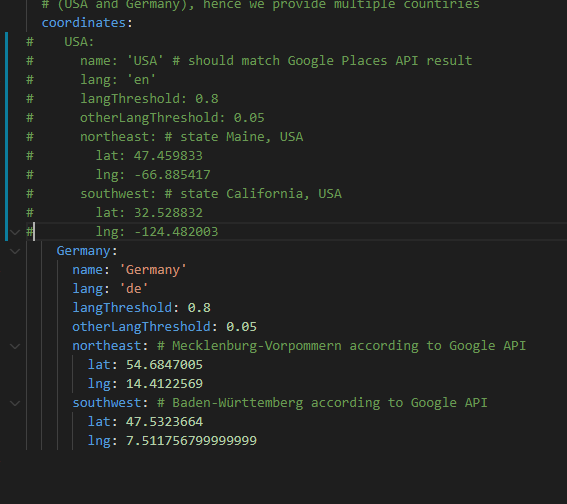 # (USA and Germany), hence we provide multiple countiries
coordinates:
#    USA:
#      name: 'USA' # should match Google Places API result
#      lang: 'en'
#      langThreshold: 0.8
#      otherLangThreshold: 0.05
#      northeast: # state Maine, USA
#        lat: 47.459833
#        lng: -66.885417
#      southwest: # state California, USA
#        lat: 32.528832
#        lng: -124.482003
Germany:
name: 'Germany'
lang: 'de'
langThreshold: 0.8
otherLangThreshold: 0.05
northeast: # Mecklenburg-Vorpommern according to Google API
lat: 54.6847005
lng: 14.4122569
southwest: # Baden-Württemberg according to Google API
lat: 47.5323664
lng: 7.511756799999999